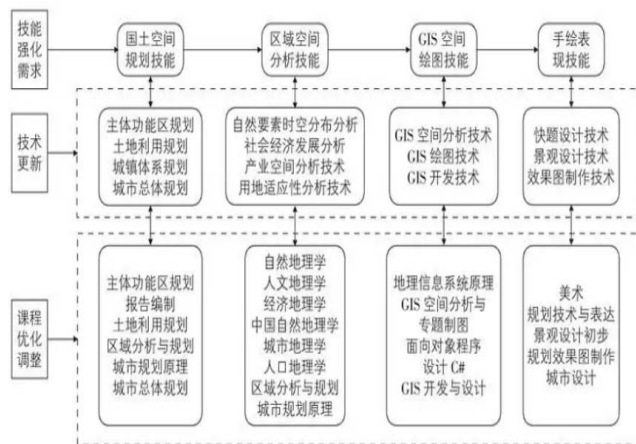 技能
强化
需求
国土空间
规划技能
区域空间
分析技能
GIS 空间
绘图技能
手绘表
现技能
技术
更新
主体功能区规划
土地利用规划
城镇体系规划
城市总体规划
自然要素时空分布分析
社会经济发展分析
产业空间分析技术
用地适应性分析技术
GIS 空间分析技术
GIS 绘图技术
GIS 开发技术
快题设计技术
景观设计技术
效果图制作技术
课程
优化
调整
主体功能区规划
报告编制
土地利用规划
区域分析与规划
城市规划原理
城市总体规划
自然地理学
人文地理学
经济地理学
中国自然地理学
城市地理学
人口地理学
区域分析与规划
城市规划原理
地理信息系统原理
GIS 空间分析与
专题制图
面向对象程序
设计 C#
GIS 开发与设计
美术
规划技术与表达
景观设计初步
规划效果图制作
城市设计